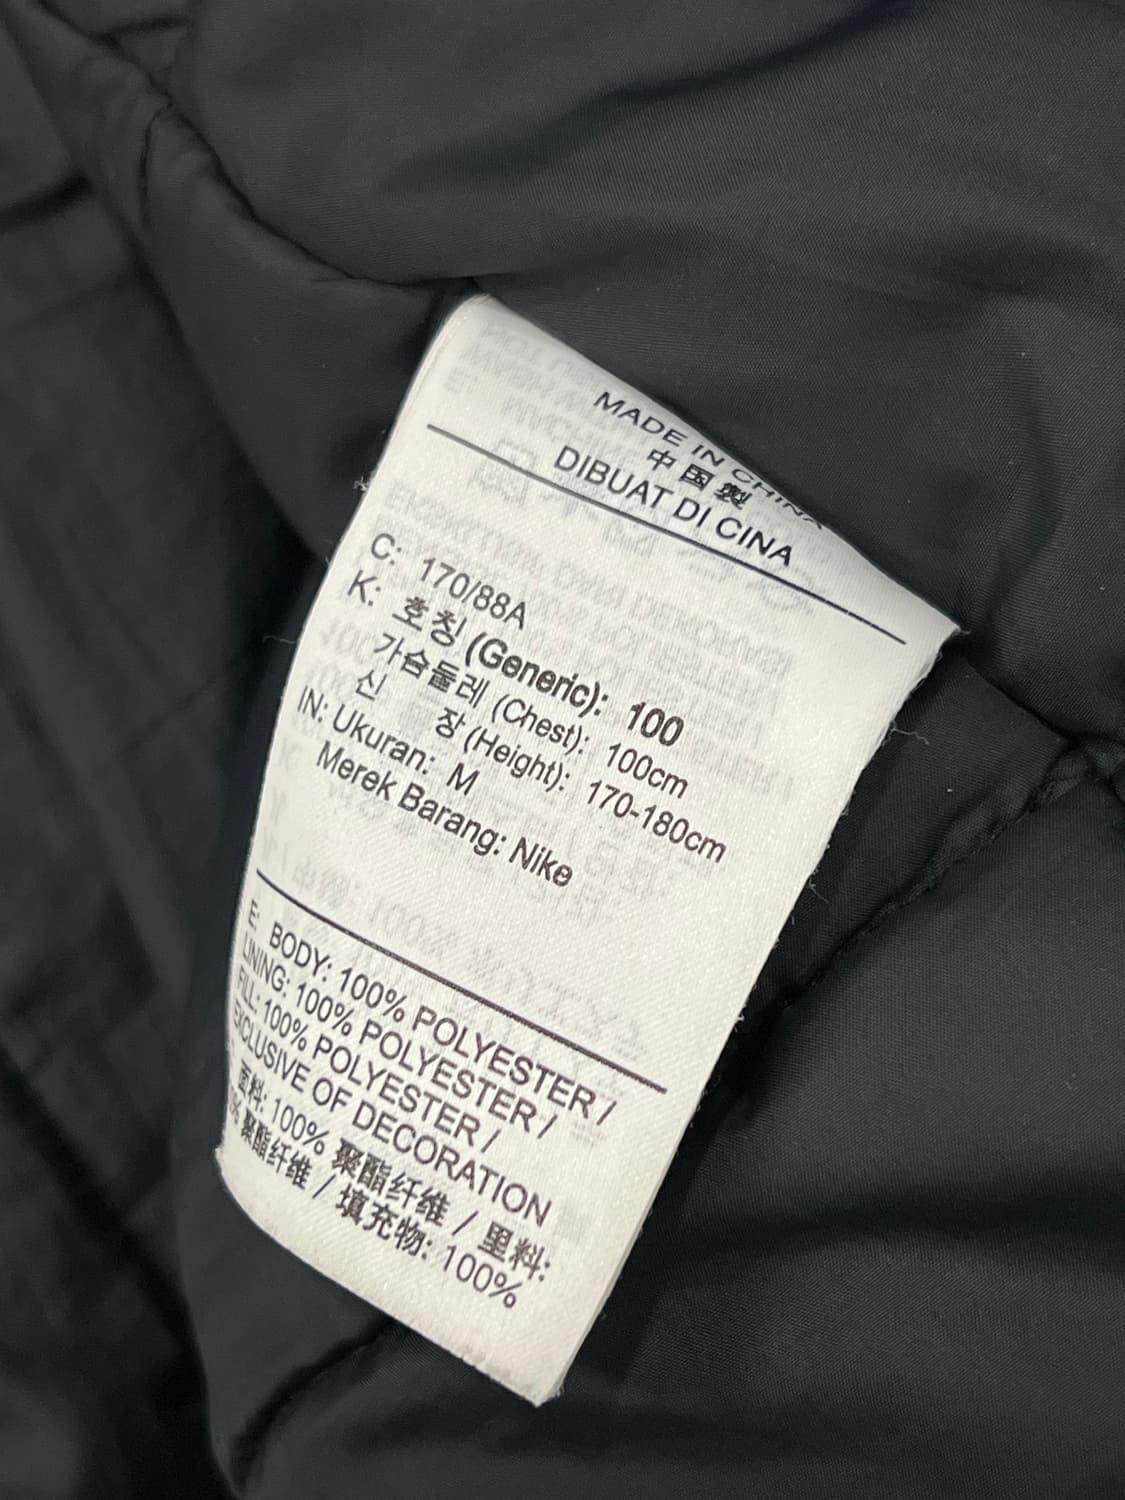 MADE IN CHINA
中国製
DIBUAT DI CINA
C: 170/88A
K: 호칭 (Generic): 100
가슴둘레 (Chest): 100cm
신 장 (Height): 170-180cm
IN: Ukuran: M
Merek Barang: Nike
E: BODY: 100% POLYESTER /
LINING: 100% POLYESTER /
FILL: 100% POLYESTER /
EXCLUSIVE OF DECORATION
面料: 100% 聚酯纤维 / 里料:
% 聚酯纤维 / 填充物: 100%